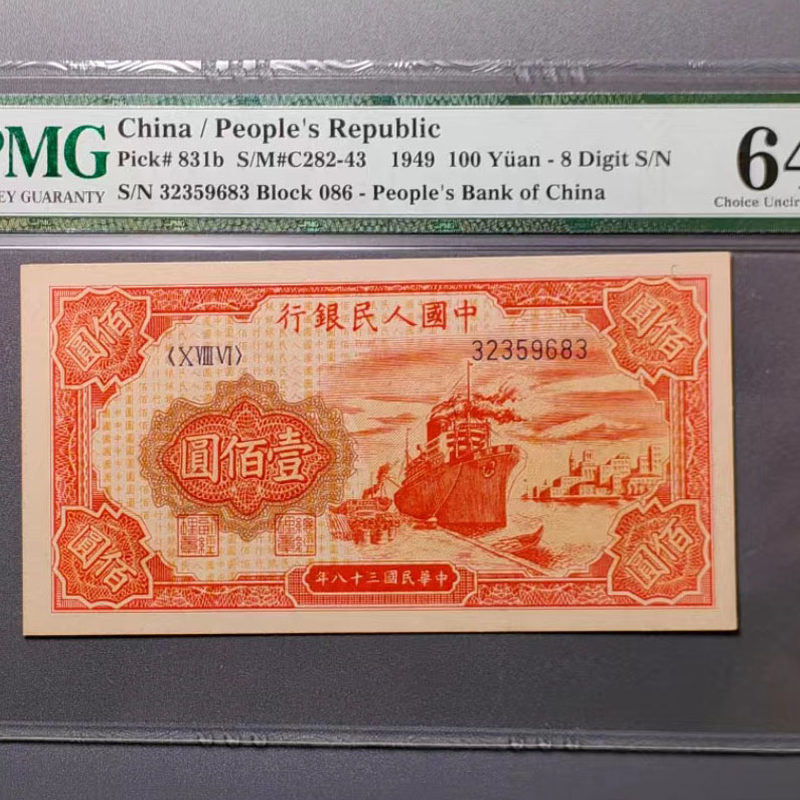 PMG
EY GUARANTY
China / People's Republic
Pick# 831b S/M#C282-43 1949 100 Yüan - 8 Digit S/N
S/N 32359683 Block 086 - People's Bank of China
64
Choice Uncir
行銀民人國中
〈XVIII VI〉
32359683
圓佰
圓佰
圓佰壹
圓佰
圓佰
年八十三國民華中